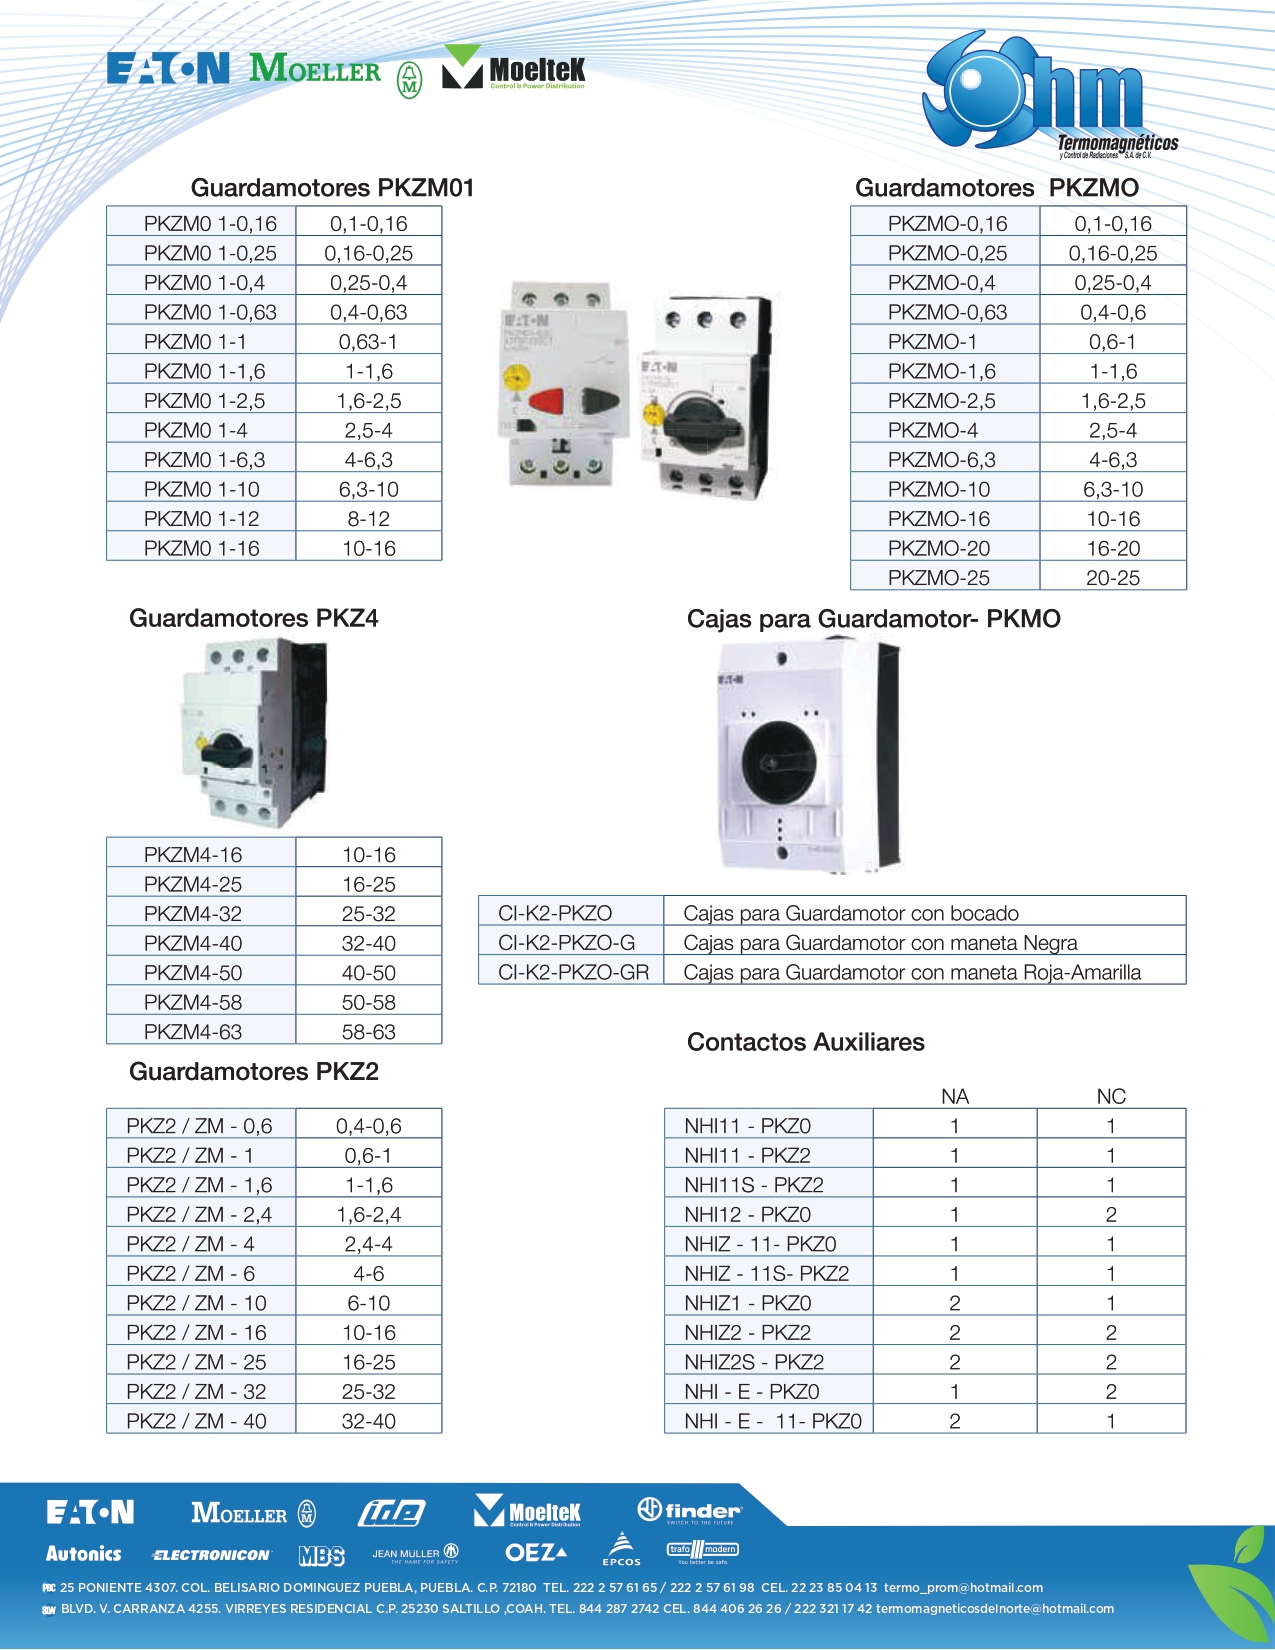 EATON MOELLER MoelteK
Control & Power Distribution
Ohm
Termomagnéticos
y Control de Radiaciones S.A. de C.V.
Guardamotores PKZM01
PKZM0 1-0,16 0,1-0,16
PKZM0 1-0,25 0,16-0,25
PKZM0 1-0,4 0,25-0,4
PKZM0 1-0,63 0,4-0,63
PKZM0 1-1 0,63-1
PKZM0 1-1,6 1-1,6
PKZM0 1-2,5 1,6-2,5
PKZM0 1-4 2,5-4
PKZM0 1-6,3 4-6,3
PKZM0 1-10 6,3-10
PKZM0 1-12 8-12
PKZM0 1-16 10-16
EATON
EATON
Guardamotores PKZMO
PKZMO-0,16 0,1-0,16
PKZMO-0,25 0,16-0,25
PKZMO-0,4 0,25-0,4
PKZMO-0,63 0,4-0,6
PKZMO-1 0,6-1
PKZMO-1,6 1-1,6
PKZMO-2,5 1,6-2,5
PKZMO-4 2,5-4
PKZMO-6,3 4-6,3
PKZMO-10 6,3-10
PKZMO-16 10-16
PKZMO-20 16-20
PKZMO-25 20-25
Guardamotores PKZ4
EATON
PKZM4-16 10-16
PKZM4-25 16-25
PKZM4-32 25-32
PKZM4-40 32-40
PKZM4-50 40-50
PKZM4-58 50-58
PKZM4-63 58-63
Cajas para Guardamotor- PKMO
EATON
CI-K2-PKZO Cajas para Guardamotor con bocado
CI-K2-PKZO-G Cajas para Guardamotor con maneta Negra
CI-K2-PKZO-GR Cajas para Guardamotor con maneta Roja-Amarilla
Guardamotores PKZ2
PKZ2 / ZM - 0,6 0,4-0,6
PKZ2 / ZM - 1 0,6-1
PKZ2 / ZM - 1,6 1-1,6
PKZ2 / ZM - 2,4 1,6-2,4
PKZ2 / ZM - 4 2,4-4
PKZ2 / ZM - 6 4-6
PKZ2 / ZM - 10 6-10
PKZ2 / ZM - 16 10-16
PKZ2 / ZM - 25 16-25
PKZ2 / ZM - 32 25-32
PKZ2 / ZM - 40 32-40
Contactos Auxiliares
NA NC
NHI11 - PKZ0 1 1
NHI11 - PKZ2 1 1
NHI11S - PKZ2 1 1
NHI12 - PKZ0 1 2
NHIZ - 11- PKZ0 1 1
NHIZ - 11S- PKZ2 1 1
NHIZ1 - PKZ0 2 1
NHIZ2 - PKZ2 2 2
NHIZ2S - PKZ2 2 2
NHI - E - PKZ0 1 2
NHI - E - 11- PKZ0 2 1
EATON MOELLER ide MoelteK finder
Control & Power Distribution SWITCH TO THE FUTURE
Autonics ELECTRONICON MBS JEAN MÜLLER OEZ EPCOS trafo modern
THE NAME FOR SAFETY You better be safe.
25 PONIENTE 4307. COL. BELISARIO DOMINGUEZ PUEBLA, PUEBLA. C.P. 72180 TEL. 222 2 57 61 65 / 222 2 57 61 98 CEL. 22 23 85 04 13 termo_prom@hotmail.com
BLVD. V. CARRANZA 4255. VIRREYES RESIDENCIAL C.P. 25230 SALTILLO ,COAH. TEL. 844 287 2742 CEL. 844 406 26 26 / 222 321 17 42 termomagneticosdelnorte@hotmail.com